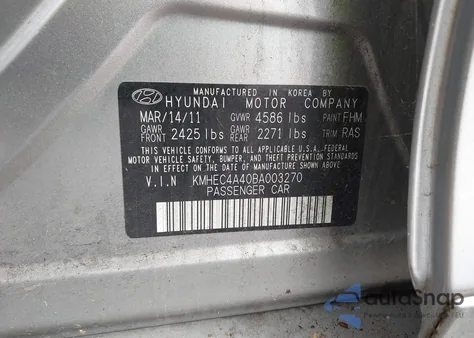 MANUFACTURED IN KOREA BY
HYUNDAI MOTOR COMPANY
MAR/14/11 GVWR 4586 lbs PAINT FHM
GAWR FRONT 2425 lbs GAWR REAR 2271 lbs TRIM RAS
THIS VEHICLE CONFORMS TO ALL APPLICABLE U.S. FEDERAL
MOTOR VEHICLE SAFETY, BUMPER, AND THEFT PREVENTION STANDARDS
IN EFFECT ON THE DATE OF MANUFACTURE SHOWN ABOVE.
V.I.N KMHEC4A40BA003270
PASSENGER CAR
AutoSnap